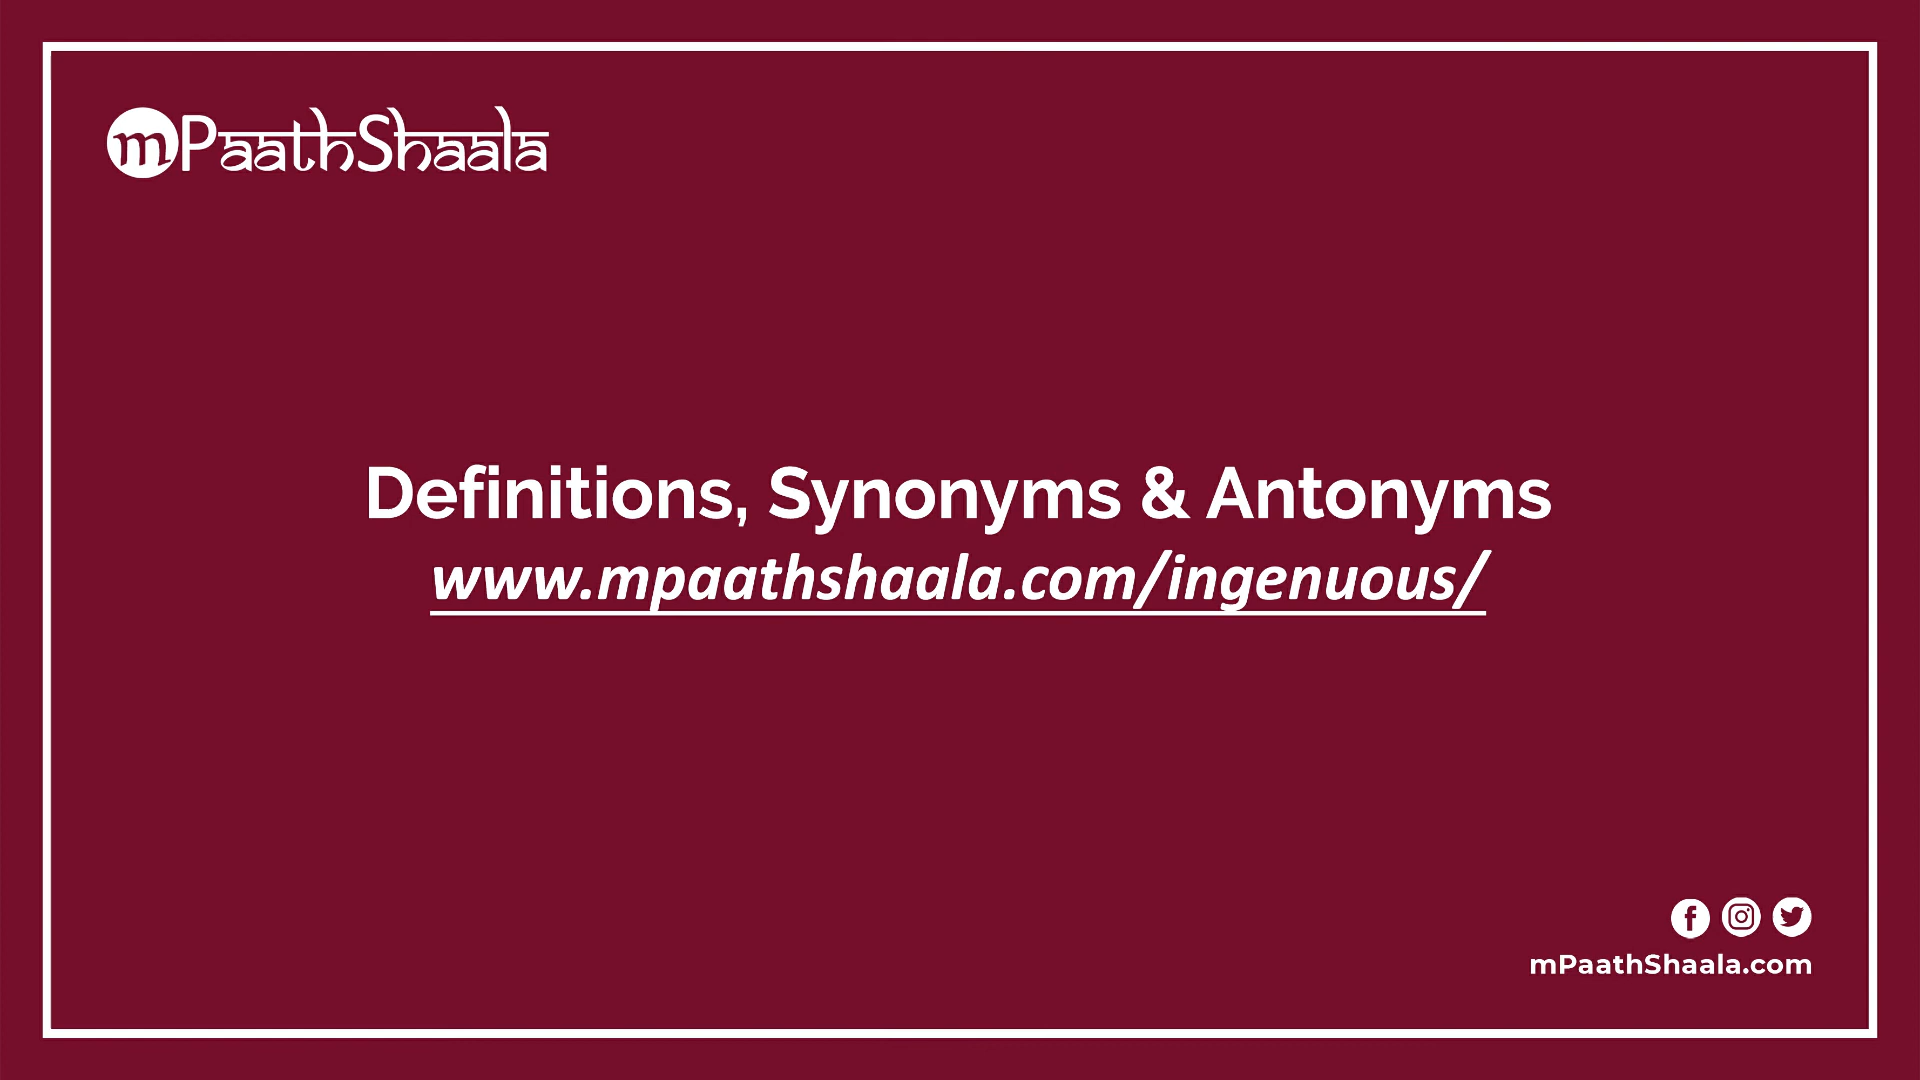 mPaathShaala
Definitions, Synonyms & Antonyms
www.mpaathshaala.com/ingenuous/
mPaathShaala.com